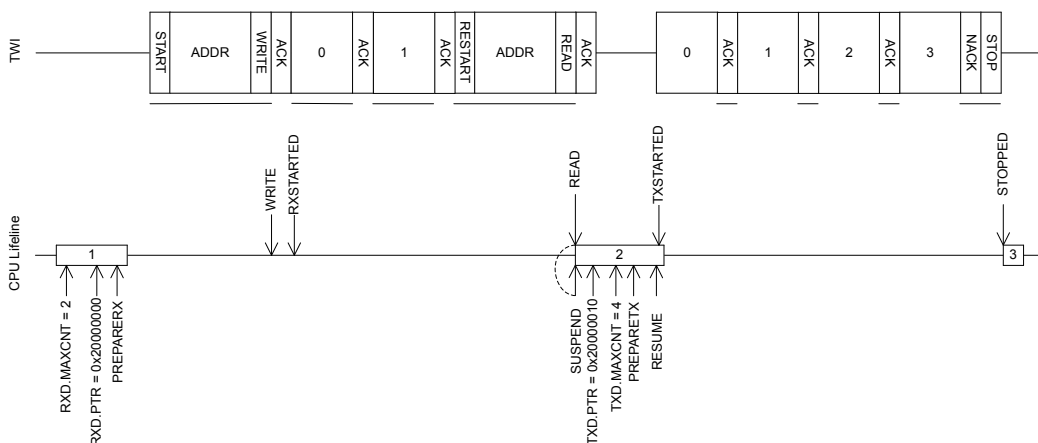 TWI
START
ADDR
WRITE
ACK
0
ACK
1
ACK
RESTART
ADDR
READ
ACK
0
ACK
1
ACK
2
ACK
3
NACK
STOP
WRITE
RXSTARTED
READ
TXSTARTED
STOPPED
CPU Lifeline
1
2
3
RXD.MAXCNT = 2
RXD.PTR = 0x20000000
PREPARERX
SUSPEND
TXD.PTR = 0x20000010
TXD.MAXCNT = 4
PREPARETX
RESUME